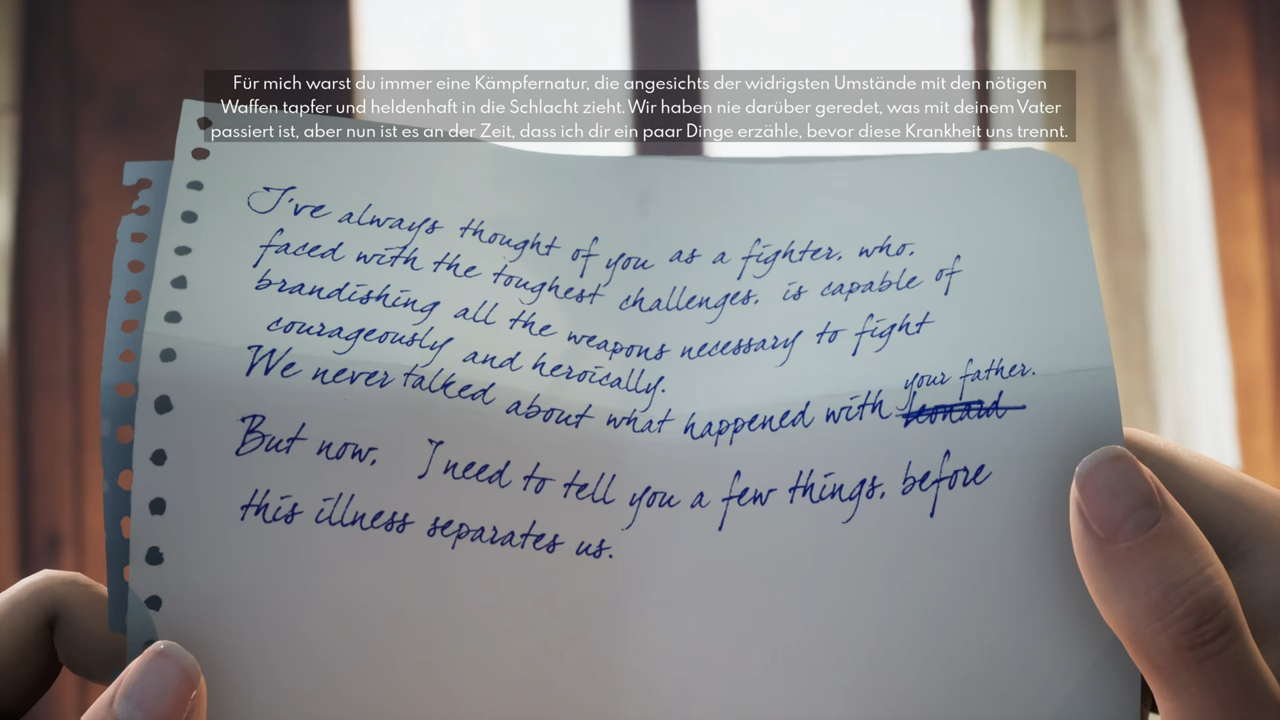 Für mich warst du immer eine Kämpfernatur, die angesichts der widrigsten Umstände mit den nötigen
Waffen tapfer und heldenhaft in die Schlacht zieht. Wir haben nie darüber geredet, was mit deinem Vater
passiert ist, aber nun ist es an der Zeit, dass ich dir ein paar Dinge erzähle, bevor diese Krankheit uns trennt.
I've always thought of you as a fighter, who,
faced with the toughest challenges, is capable of
brandishing all the weapons necessary to fight
courageously and heroically.
your father.
We never talked about what happened with Leonard
But now, I need to tell you a few things, before
this illness separates us.